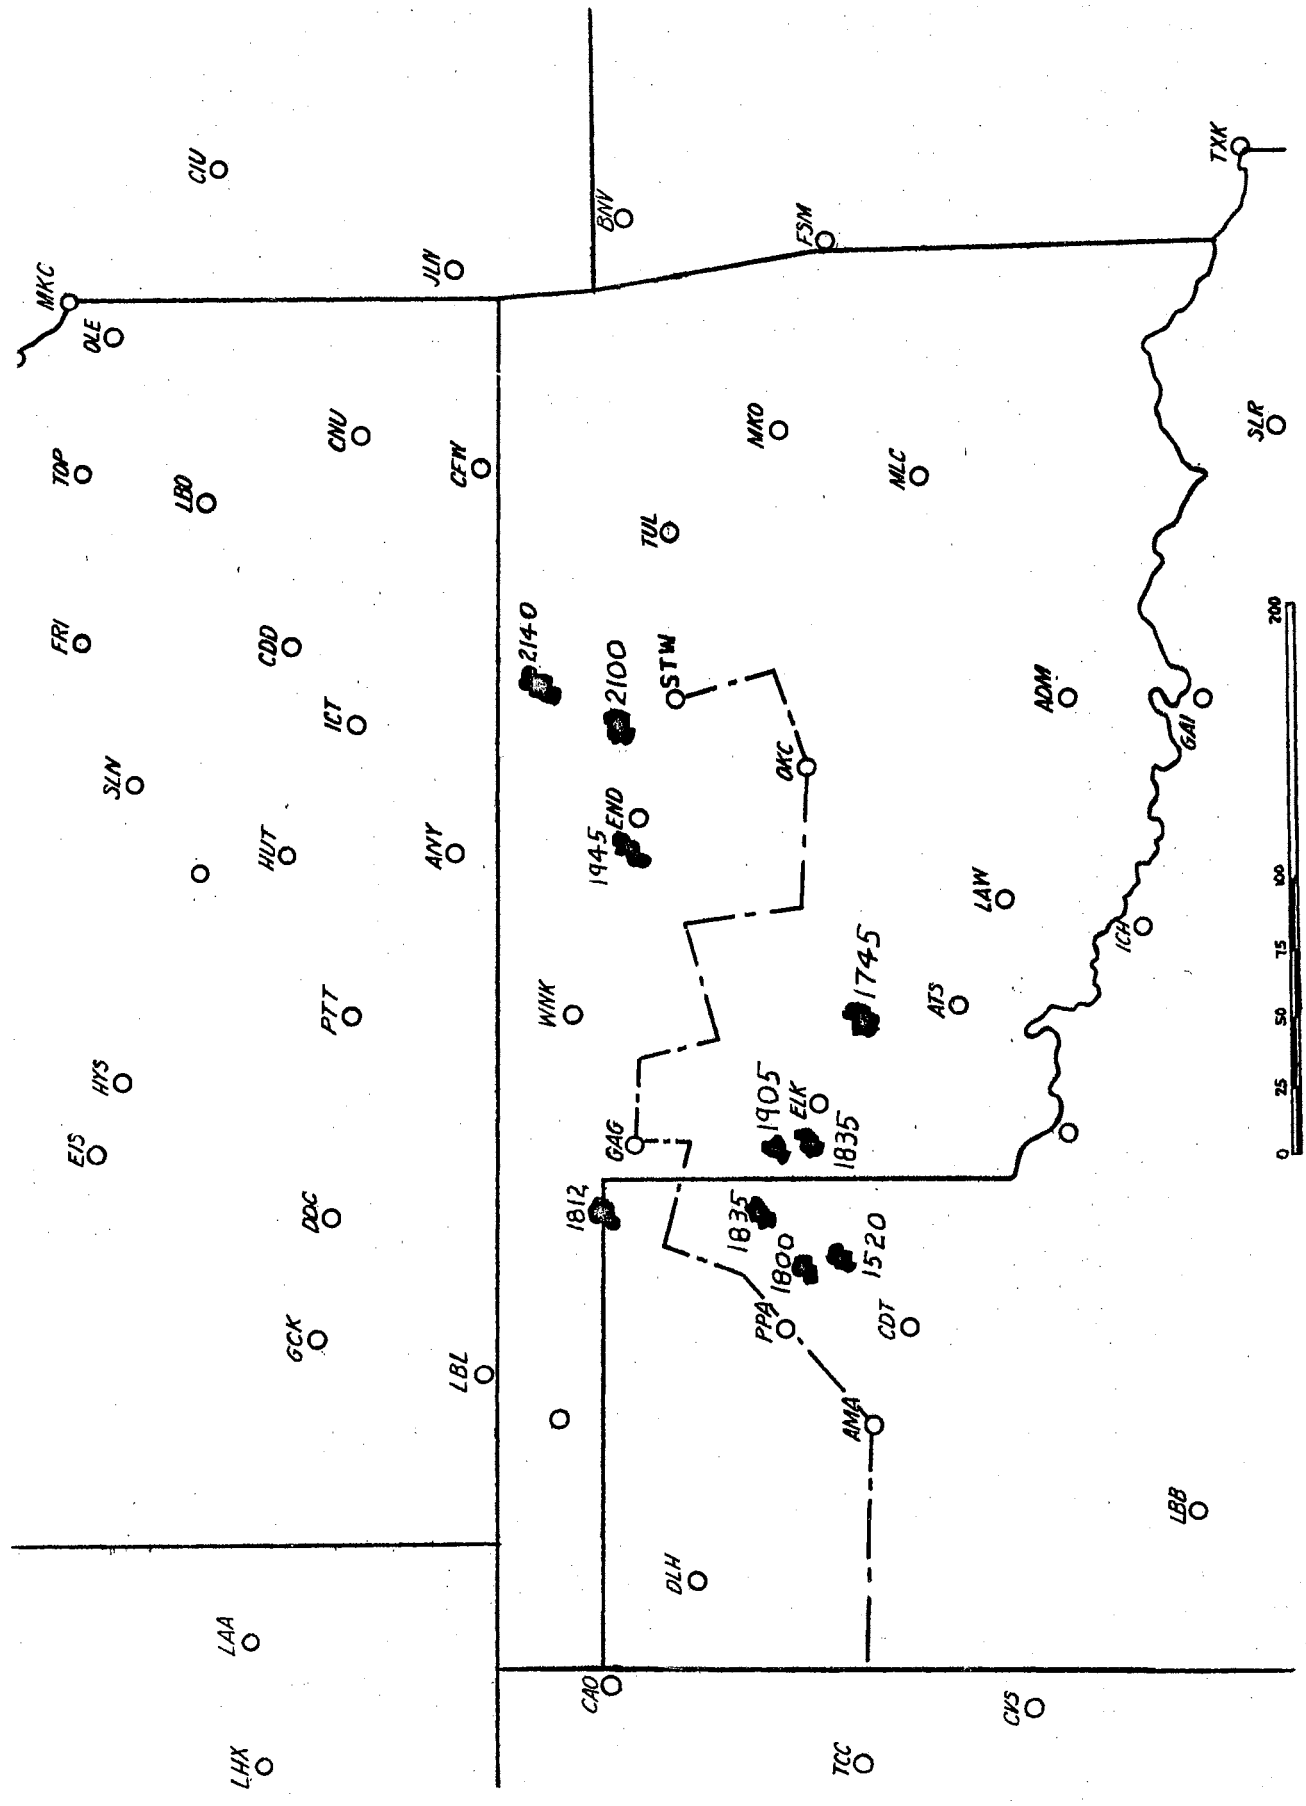 EIS
HYS
SLN
FRI
TOP
OLE
MKC
LHX
LAA
HUT
CDD
LBO
CIU
GCK
DDC
PTT
ICT
CNU
LBL
ANY
CFW
JLN
2140
CAO
1812
GAG
WNK
1945
END
2100
STW
TUL
BNV
DLH
1835
1905
OKC
MKO
FSM
PPA
1800
ELK
TCC
AMA
1520
1835
1745
MLC
CDT
ATS
LAW
ADM
CVS
LBB
ICH
GAI
SLR
TXK
0 25 50 75 100 200